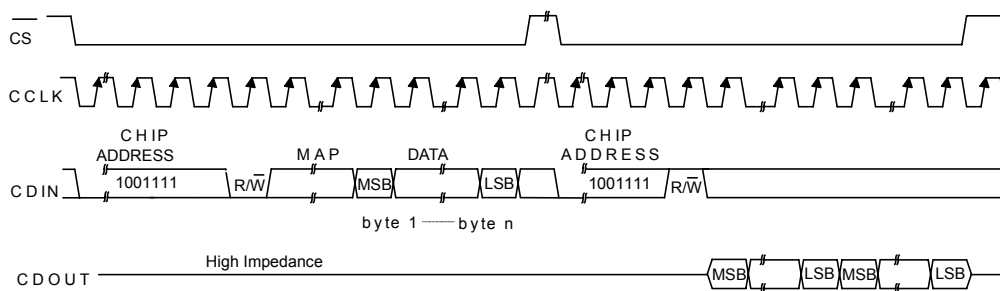 CS
CCLK
CHIP ADDRESS
MAP
DATA
CHIP ADDRESS
CDIN
1001111
R/W
MSB
LSB
1001111
R/W
byte 1
byte n
High Impedance
CDOUT
MSB
LSB
MSB
LSB